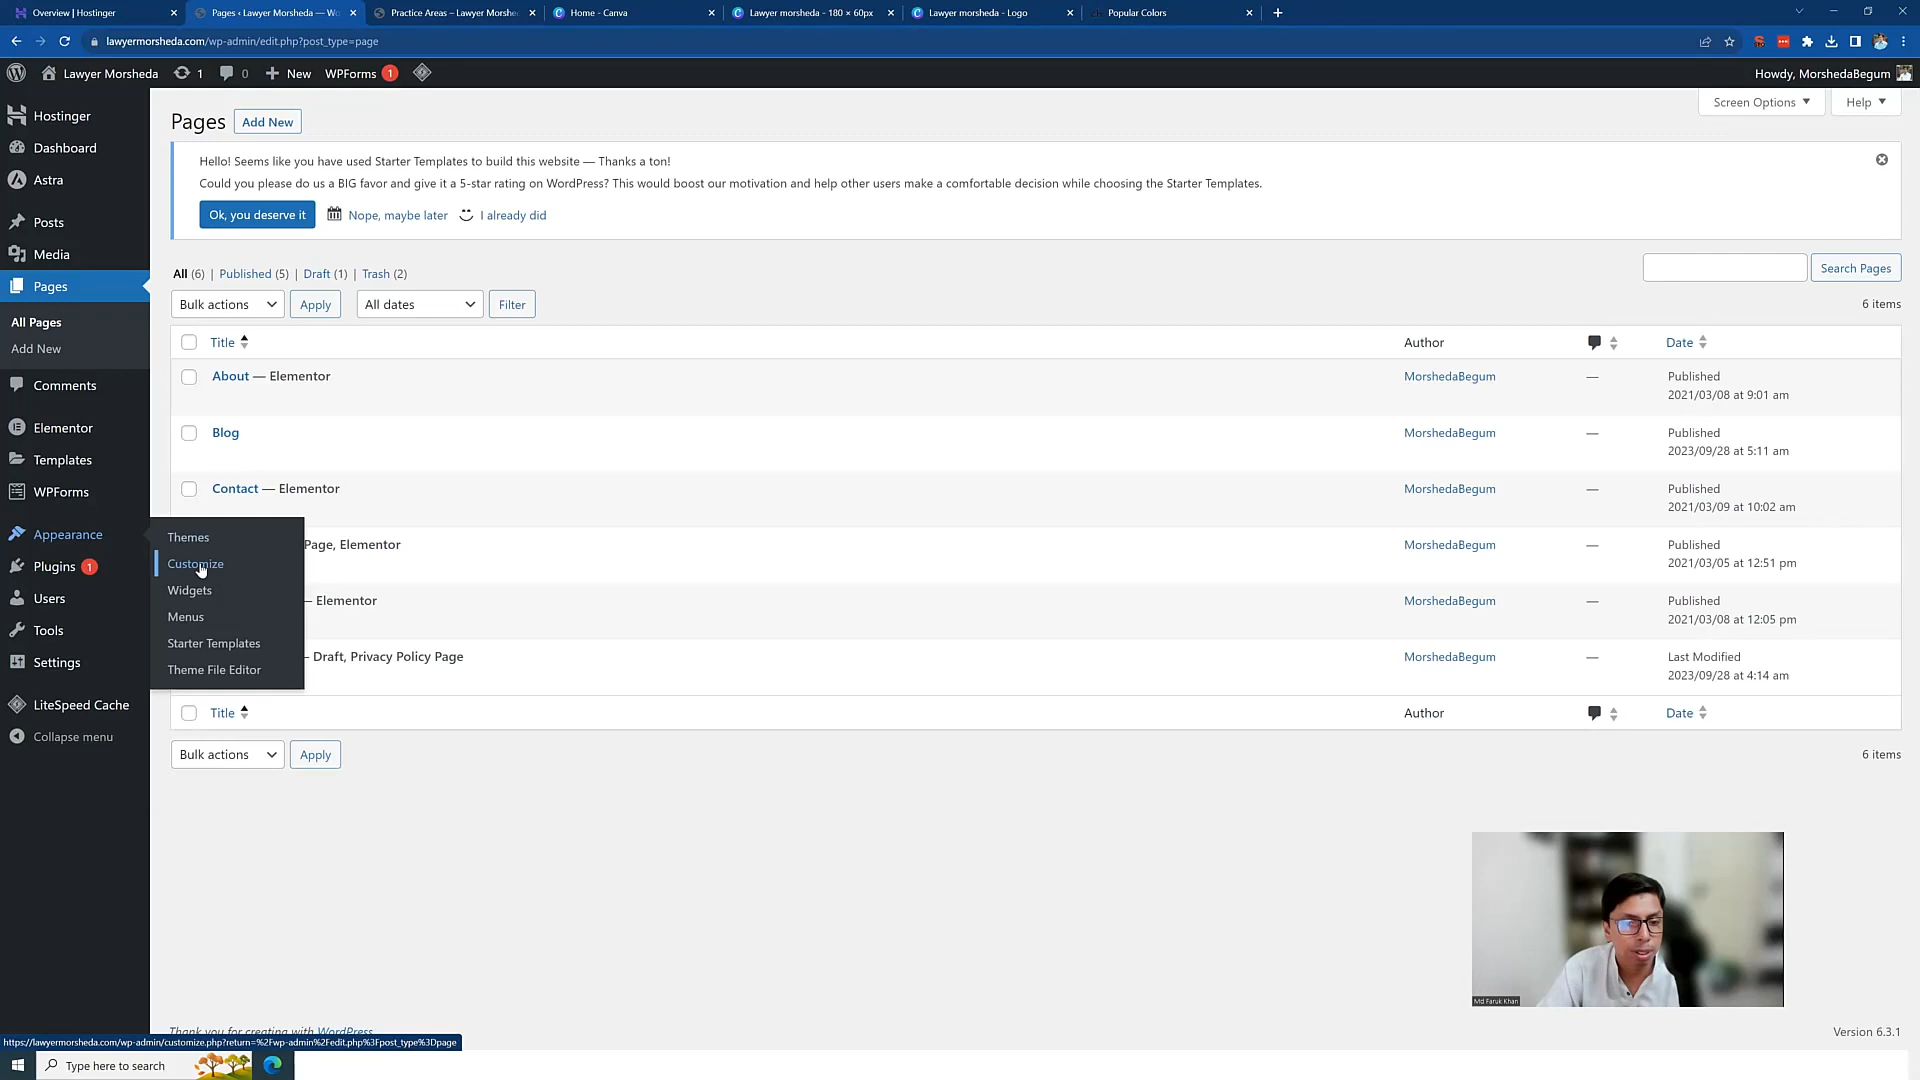 Overview | Hostinger
Pages ‹ Lawyer Morsheda — Wo
Practice Areas – Lawyer Morshe
Home - Canva
Lawyer morsheda - 180 × 60px
Lawyer morsheda - Logo
Popular Colors
lawyermorsheda.com/wp-admin/edit.php?post_type=page
Lawyer Morsheda
1
0
New
WPForms 1
Howdy, MorshedaBegum
Hostinger
Dashboard
Astra
Posts
Media
Pages
All Pages
Add New
Comments
Elementor
Templates
WPForms
Appearance
Plugins 1
Users
Tools
Settings
LiteSpeed Cache
Collapse menu
Themes
Customize
Widgets
Menus
Starter Templates
Theme File Editor
Screen Options
Help
Pages
Add New
Hello! Seems like you have used Starter Templates to build this website — Thanks a ton!
Could you please do us a BIG favor and give it a 5-star rating on WordPress? This would boost our motivation and help other users make a comfortable decision while choosing the Starter Templates.
Ok, you deserve it
Nope, maybe later
I already did
All (6) | Published (5) | Draft (1) | Trash (2)
Search Pages
Bulk actions
Apply
All dates
Filter
6 items
Title
Author
Date
About — Elementor
MorshedaBegum
—
Published
2021/03/08 at 9:01 am
Blog
MorshedaBegum
—
Published
2023/09/28 at 5:11 am
Contact — Elementor
MorshedaBegum
—
Published
2021/03/09 at 10:02 am
Page, Elementor
MorshedaBegum
—
Published
2021/03/05 at 12:51 pm
— Elementor
MorshedaBegum
—
Published
2021/03/08 at 12:05 pm
— Draft, Privacy Policy Page
MorshedaBegum
—
Last Modified
2023/09/28 at 4:14 am
Title
Author
Date
Bulk actions
Apply
6 items
Md Faruk Khan
Thank you for creating with WordPress
Version 6.3.1
https://lawyermorsheda.com/wp-admin/customize.php?return=%2Fwp-admin%2Fedit.php%3Fpost_type%3Dpage
Type here to search